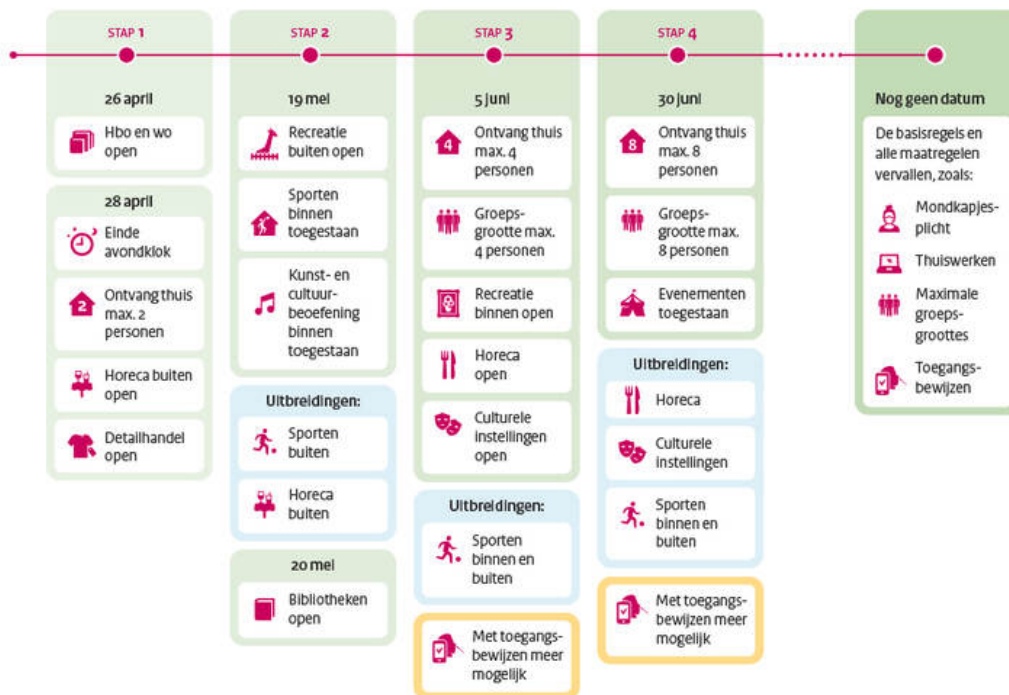 STAP 1
26 april
Hbo en wo
open
28 april
Einde
avondklok
2
Ontvang thuis
max. 2
personen
Horeca buiten
open
Detailhandel
open
STAP 2
19 mei
Recreatie
buiten open
Sporten
binnen
toegestaan
Kunst- en
cultuur-
beoefening
binnen
toegestaan
Uitbreidingen:
Sporten
buiten
Horeca
buiten
20 mei
Bibliotheken
open
STAP 3
5 juni
4
Ontvang thuis
max. 4
personen
Groeps-
grootte max.
4 personen
Recreatie
binnen open
Horeca
open
Culturele
instellingen
open
Uitbreidingen:
Sporten
binnen en
buiten
Met toegangs-
bewijzen meer
mogelijk
STAP 4
30 juni
8
Ontvang thuis
max. 8
personen
Groeps-
grootte max.
8 personen
Evenementen
toegestaan
Uitbreidingen:
Horeca
Culturele
instellingen
Sporten
binnen en
buiten
Met toegangs-
bewijzen meer
mogelijk
Nog geen datum
De basisregels en
alle maatregelen
vervallen, zoals:
Mondkapjes-
plicht
Thuiswerken
Maximale
groeps-
groottes
Toegangs-
bewijzen